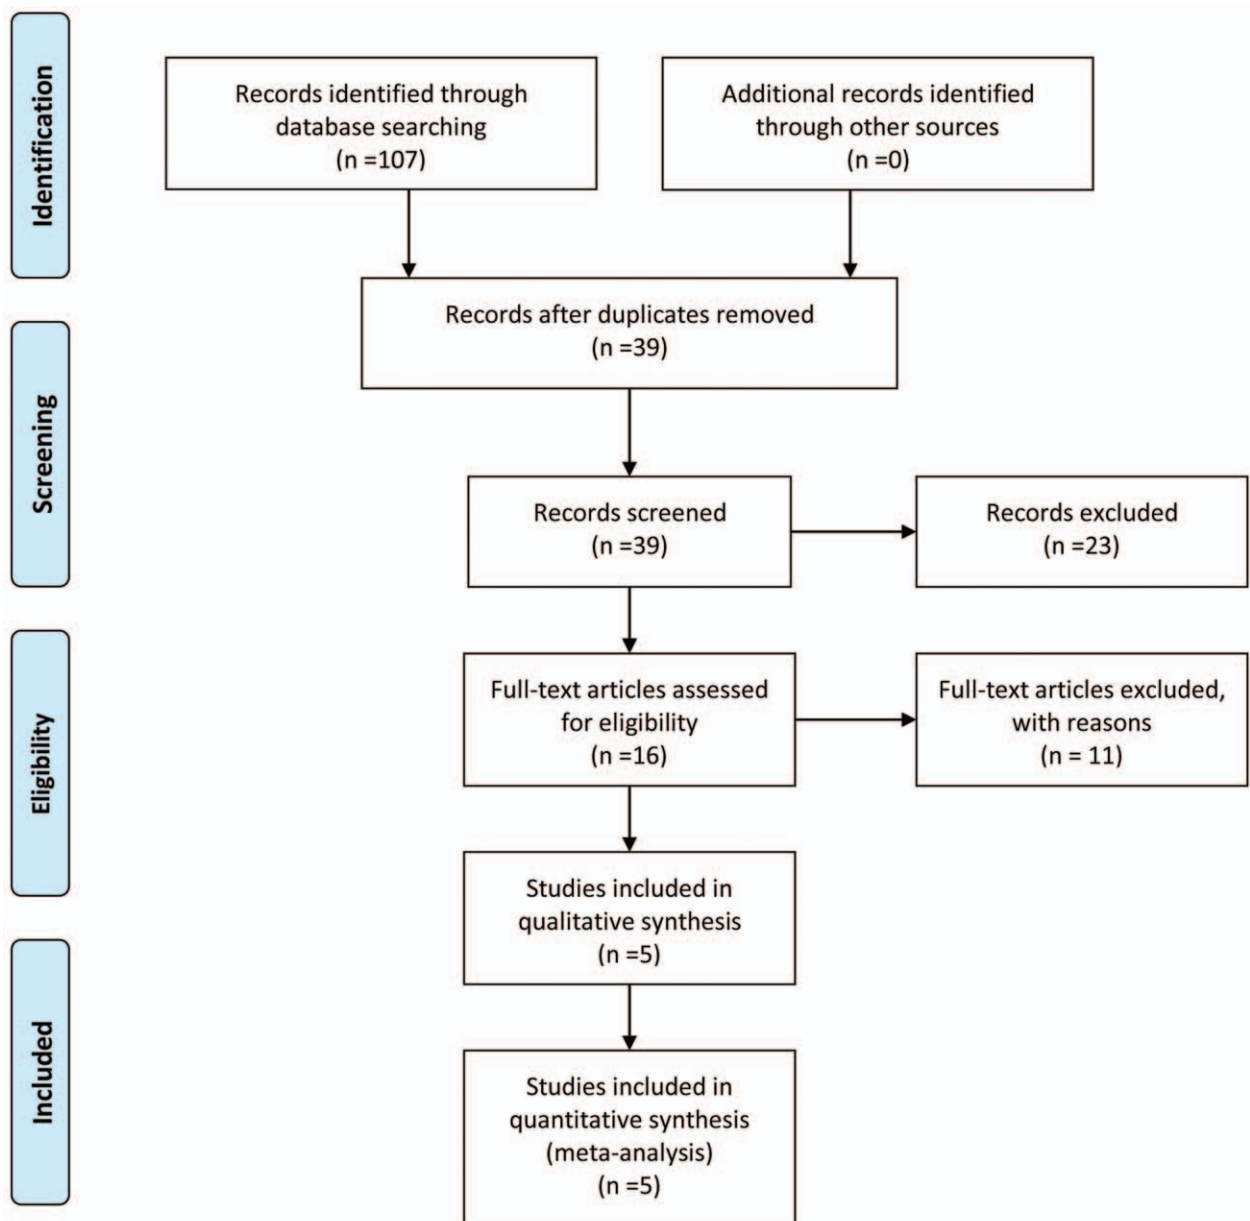 Identification
Records identified through
database searching
(n =107)
Additional records identified
through other sources
(n =0)
Records after duplicates removed
(n =39)
Screening
Records screened
(n =39)
Records excluded
(n =23)
Eligibility
Full-text articles assessed
for eligibility
(n =16)
Full-text articles excluded,
with reasons
(n = 11)
Studies included in
qualitative synthesis
(n =5)
Included
Studies included in
quantitative synthesis
(meta-analysis)
(n =5)